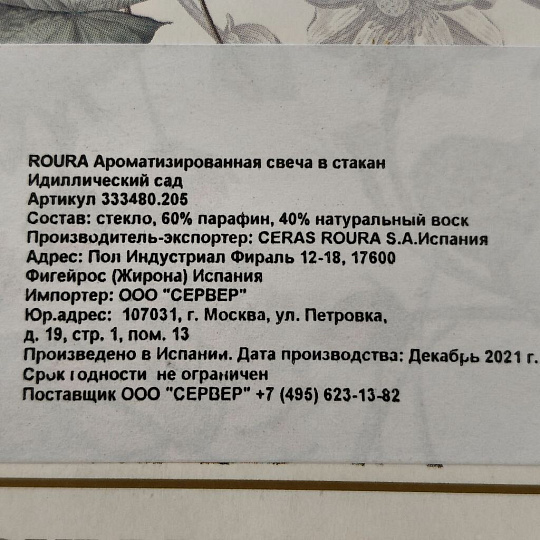 ROURA Ароматизированная свеча в стакан
Идиллический сад
Артикул 333480.205
Состав: стекло, 60% парафин, 40% натуральный воск
Производитель-экспортер: CERAS ROURA S.A.Испания
Адрес: Пол Индустриал Фираль 12-18, 17600
Фигейрос (Жирона) Испания
Импортер: ООО "СЕРВЕР"
Юр.адрес: 107031, г. Москва, ул. Петровка,
д. 19, стр. 1, пом. 13
Произведено в Испании. Дата производства: Декабрь 2021 г.
Срок годности не ограничен
Поставщик ООО "СЕРВЕР" +7 (495) 623-13-82